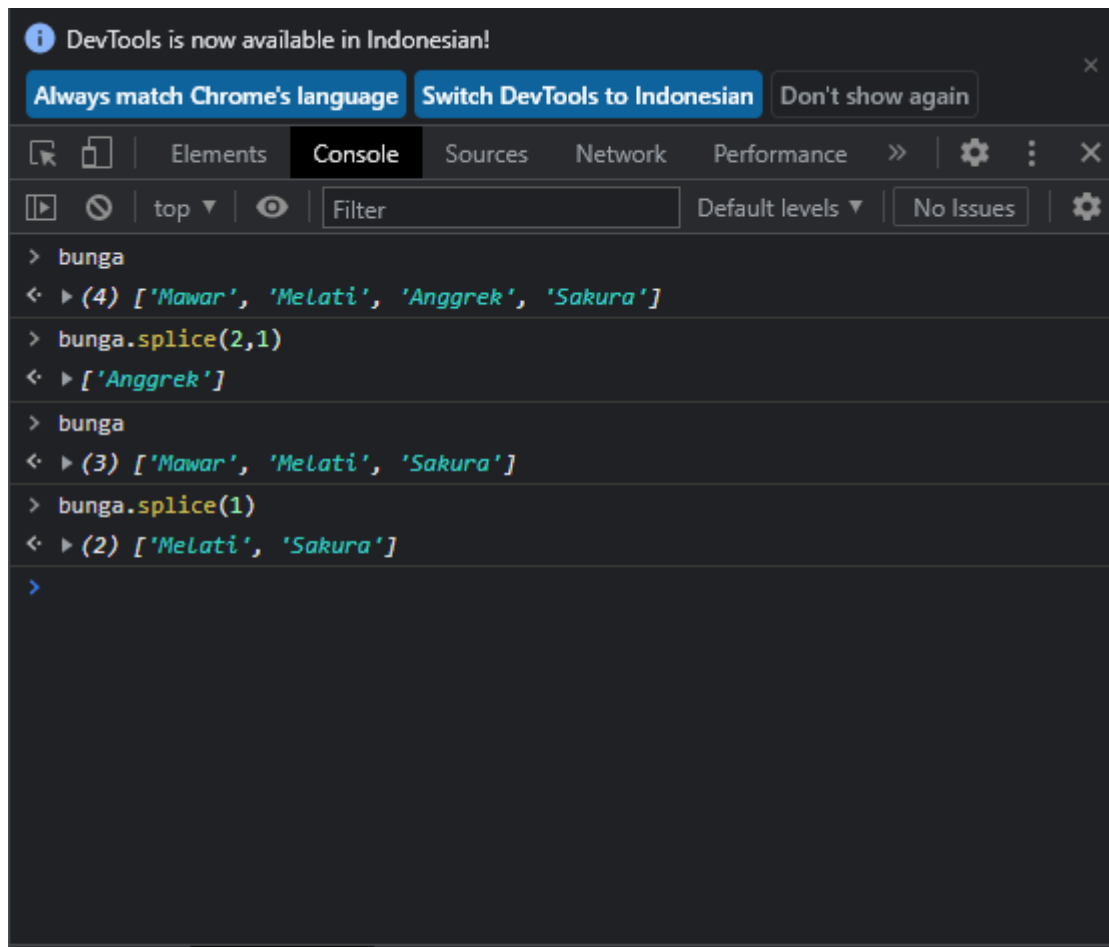 DevTools is now available in Indonesian!
Always match Chrome's language Switch DevTools to Indonesian Don't show again
Elements Console Sources Network Performance
top Filter Default levels No Issues
> bunga
(4) ['Mawar', 'Melati', 'Anggrek', 'Sakura']
> bunga.splice(2,1)
['Anggrek']
> bunga
(3) ['Mawar', 'Melati', 'Sakura']
> bunga.splice(1)
(2) ['Melati', 'Sakura']
>